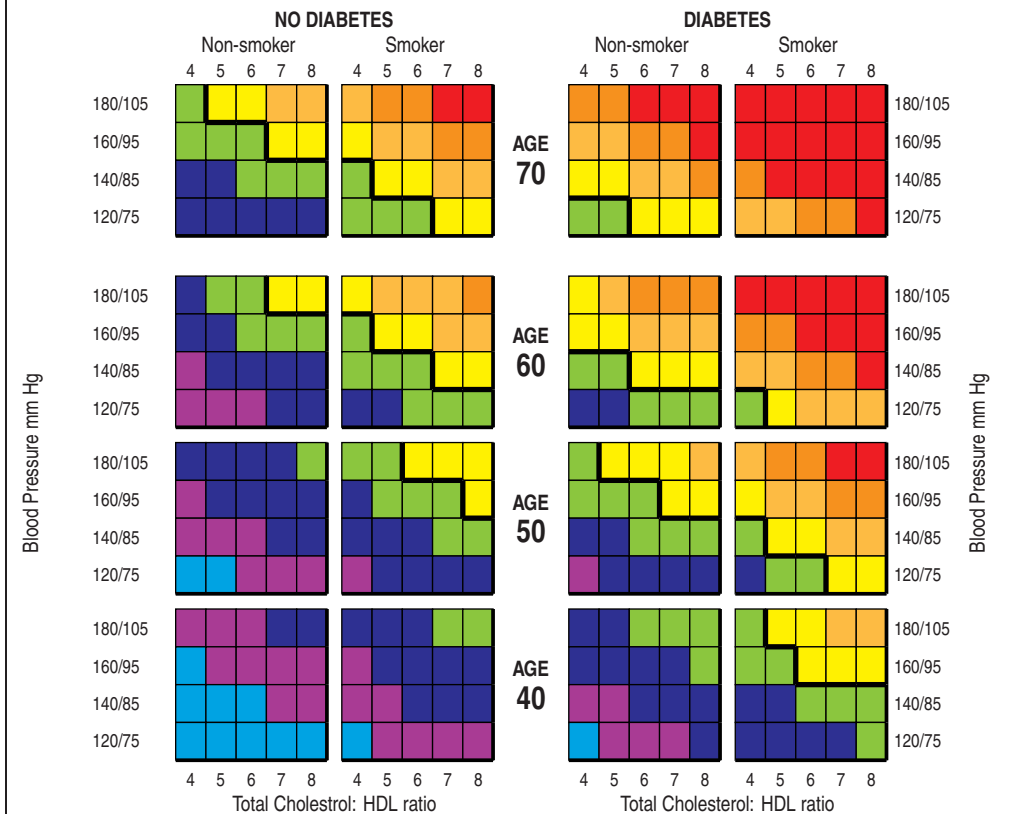 NO DIABETES DIABETES
Non-smoker Smoker Non-smoker Smoker
4 5 6 7 8 4 5 6 7 8 4 5 6 7 8 4 5 6 7 8
180/105 180/105
160/95 AGE 160/95
140/85 70 140/85
120/75 120/75
180/105 180/105
160/95 AGE 160/95
140/85 60 140/85
120/75 120/75
Blood Pressure mm Hg Blood Pressure mm Hg
180/105 180/105
160/95 AGE 160/95
140/85 50 140/85
120/75 120/75
180/105 180/105
160/95 AGE 160/95
140/85 40 140/85
120/75 120/75
4 5 6 7 8 4 5 6 7 8 4 5 6 7 8 4 5 6 7 8
Total Cholestrol: HDL ratio Total Cholesterol: HDL ratio